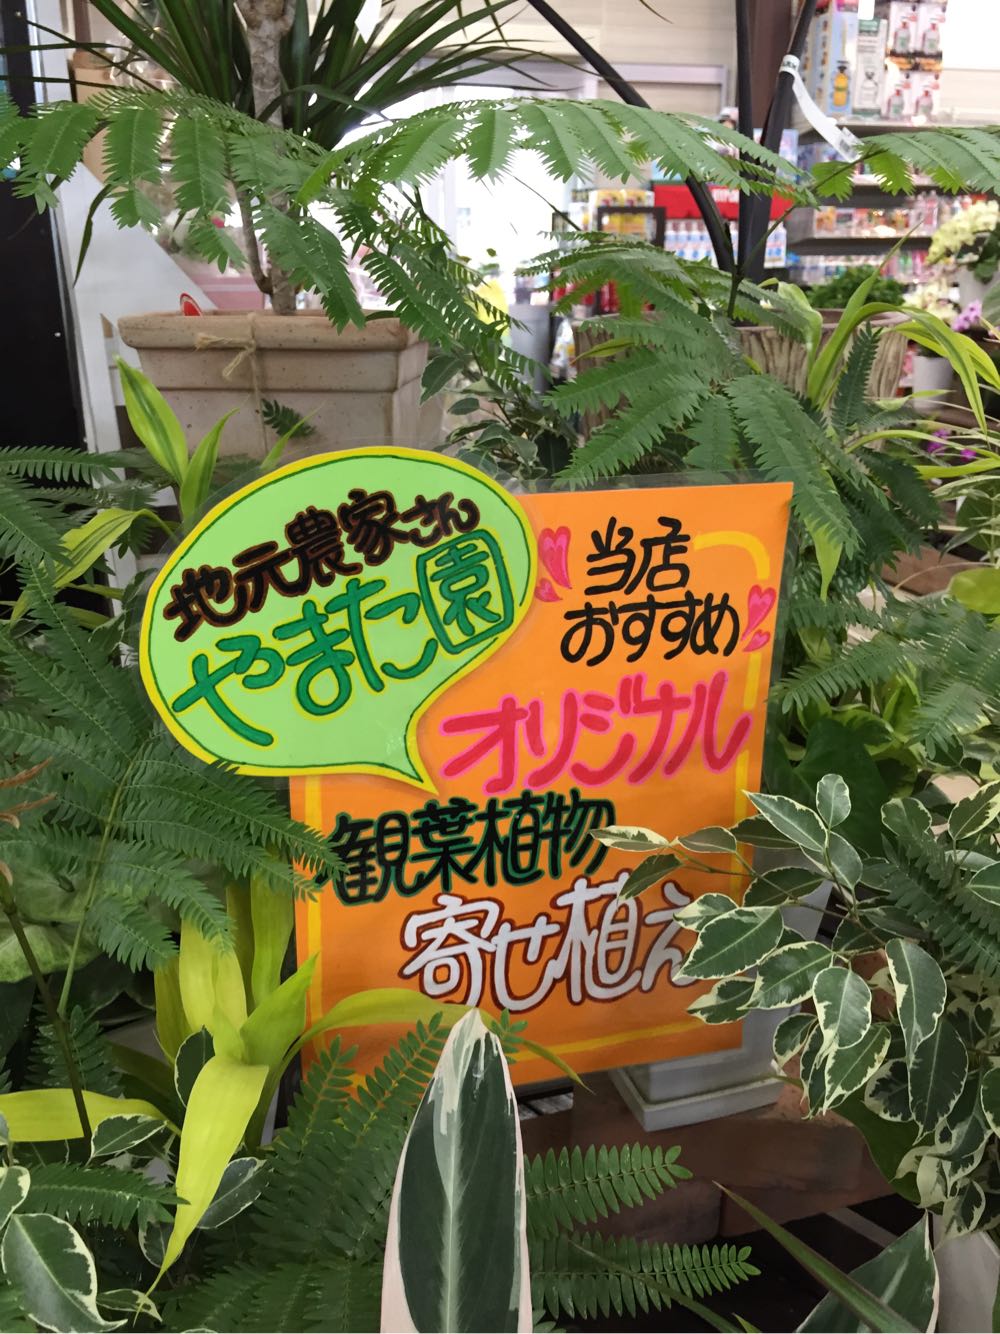 地元農家さん
やまた園
当店
おすすめ
オリジナル
観葉植物
寄せ植え